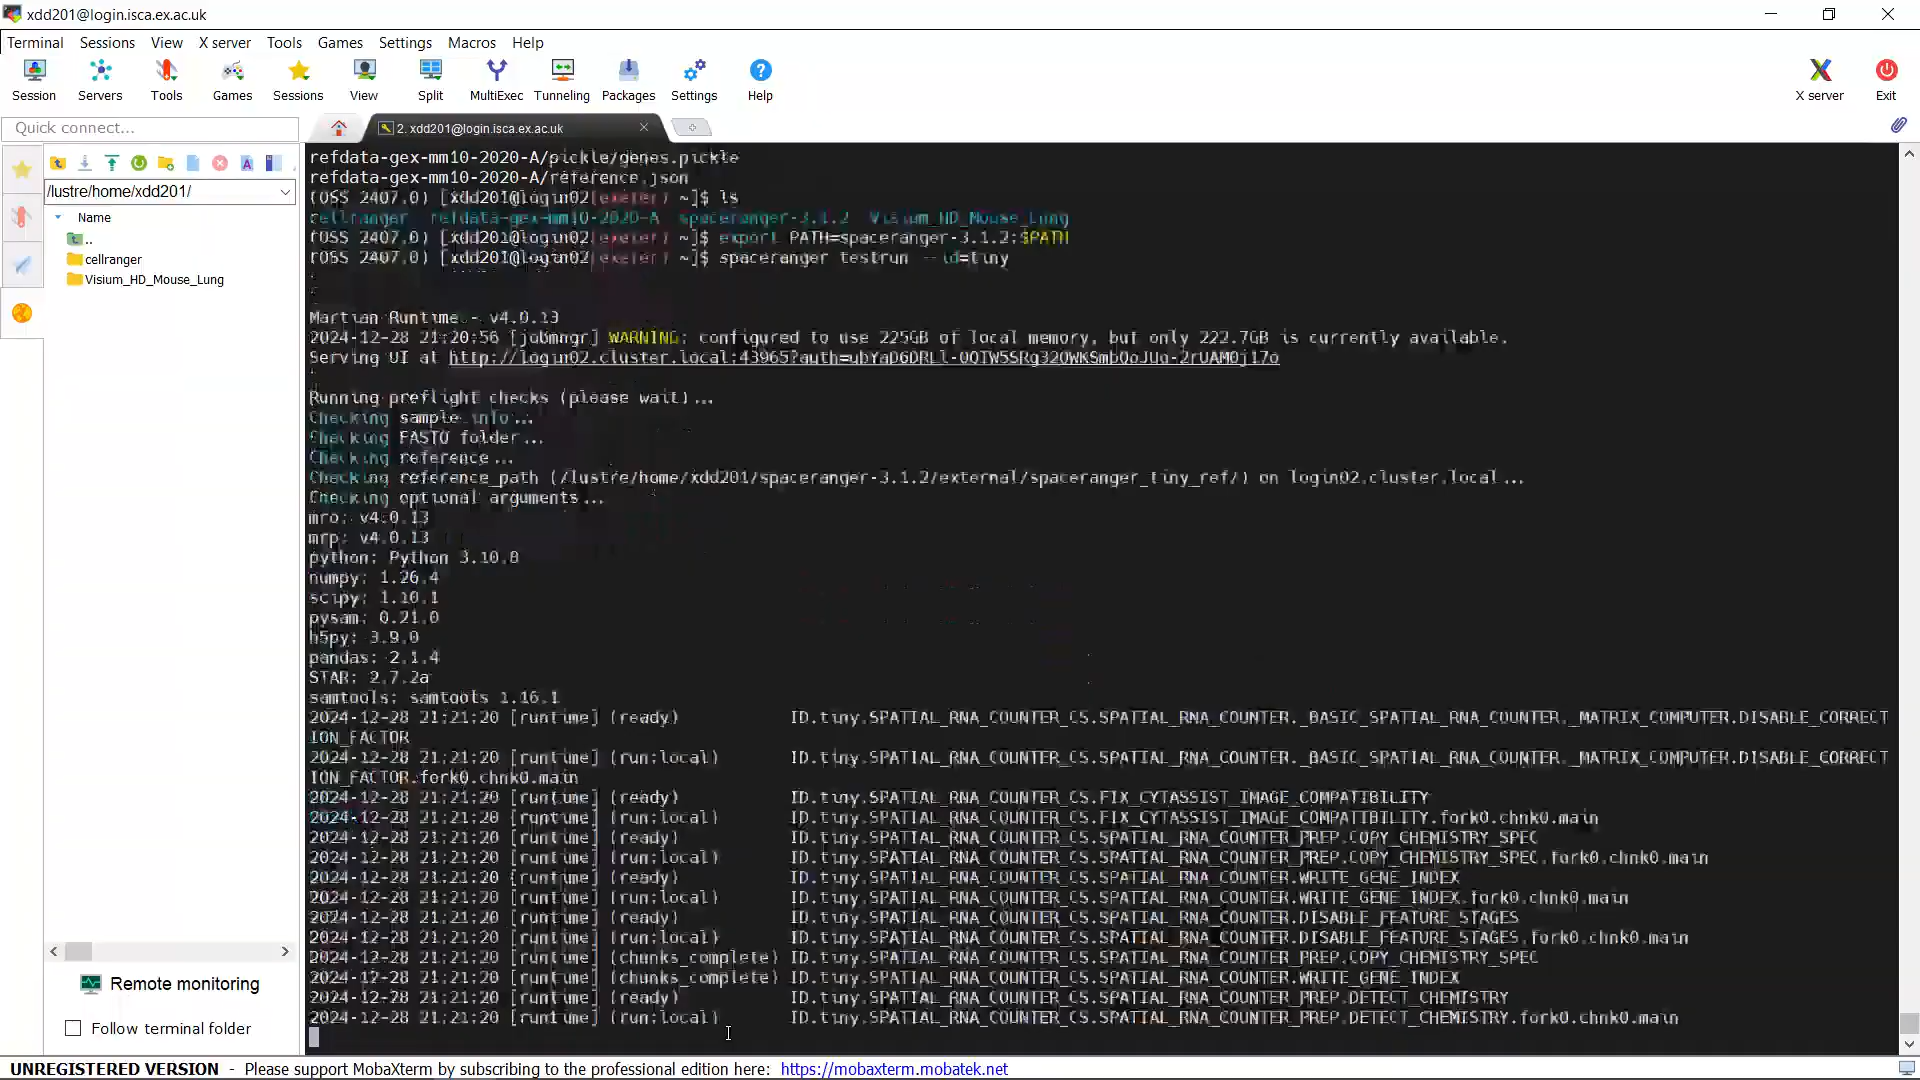 xdd201@login.isca.ex.ac.uk
Terminal Sessions View X server Tools Games Settings Macros Help
Session Servers Tools Games Sessions View Split MultiExec Tunneling Packages Settings Help X server Exit
Quick connect...
2. xdd201@login.isca.ex.ac.uk
/lustre/home/xdd201/
Name
..
cellranger
Visium_HD_Mouse_Lung
Remote monitoring
Follow terminal folder
refdata-gex-mm10-2020-A/pickle/genes.pickle
refdata-gex-mm10-2020-A/reference.json
(OSS 2407.0) [xdd201@login02(exeter) ~]$ ls
cellranger refdata-gex-mm10-2020-A spaceranger-3.1.2 Visium_HD_Mouse_Lung
(OSS 2407.0) [xdd201@login02(exeter) ~]$ export PATH=spaceranger-3.1.2:$PATH
(OSS 2407.0) [xdd201@login02(exeter) ~]$ spaceranger testrun --id=tiny
Martian Runtime - v4.0.13
2024-12-28 21:20:56 [jobmngr] WARNING: configured to use 225GB of local memory, but only 222.7GB is currently available.
Serving UI at
Running preflight checks (please wait)...
Checking sample info...
Checking FASTQ folder...
Checking reference...
Checking reference_path (/lustre/home/xdd201/spaceranger-3.1.2/external/spaceranger_tiny_ref/) on login02.cluster.local...
Checking optional arguments...
mro: v4.0.13
mrp: v4.0.13
python: Python 3.10.8
numpy: 1.26.4
scipy: 1.10.1
pysam: 0.21.0
h5py: 3.9.0
pandas: 2.1.4
STAR: 2.7.2a
samtools: samtools 1.16.1
2024-12-28 21:21:20 [runtime] (ready) ID.tiny.SPATIAL_RNA_COUNTER_CS.SPATIAL_RNA_COUNTER._BASIC_SPATIAL_RNA_COUNTER._MATRIX_COMPUTER.DISABLE_CORRECT
ION_FACTOR
2024-12-28 21:21:20 [runtime] (run:local) ID.tiny.SPATIAL_RNA_COUNTER_CS.SPATIAL_RNA_COUNTER._BASIC_SPATIAL_RNA_COUNTER._MATRIX_COMPUTER.DISABLE_CORRECT
ION_FACTOR.fork0.chnk0.main
2024-12-28 21:21:20 [runtime] (ready) ID.tiny.SPATIAL_RNA_COUNTER_CS.FIX_CYTASSIST_IMAGE_COMPATIBILITY
2024-12-28 21:21:20 [runtime] (run:local) ID.tiny.SPATIAL_RNA_COUNTER_CS.FIX_CYTASSIST_IMAGE_COMPATIBILITY.fork0.chnk0.main
2024-12-28 21:21:20 [runtime] (ready) ID.tiny.SPATIAL_RNA_COUNTER_CS.SPATIAL_RNA_COUNTER_PREP.COPY_CHEMISTRY_SPEC
2024-12-28 21:21:20 [runtime] (run:local) ID.tiny.SPATIAL_RNA_COUNTER_CS.SPATIAL_RNA_COUNTER_PREP.COPY_CHEMISTRY_SPEC.fork0.chnk0.main
2024-12-28 21:21:20 [runtime] (ready) ID.tiny.SPATIAL_RNA_COUNTER_CS.SPATIAL_RNA_COUNTER.WRITE_GENE_INDEX
2024-12-28 21:21:20 [runtime] (run:local) ID.tiny.SPATIAL_RNA_COUNTER_CS.SPATIAL_RNA_COUNTER.WRITE_GENE_INDEX.fork0.chnk0.main
2024-12-28 21:21:20 [runtime] (ready) ID.tiny.SPATIAL_RNA_COUNTER_CS.SPATIAL_RNA_COUNTER.DISABLE_FEATURE_STAGES
2024-12-28 21:21:20 [runtime] (run:local) ID.tiny.SPATIAL_RNA_COUNTER_CS.SPATIAL_RNA_COUNTER.DISABLE_FEATURE_STAGES.fork0.chnk0.main
2024-12-28 21:21:20 [runtime] (chunks_complete) ID.tiny.SPATIAL_RNA_COUNTER_CS.SPATIAL_RNA_COUNTER_PREP.COPY_CHEMISTRY_SPEC
2024-12-28 21:21:20 [runtime] (chunks_complete) ID.tiny.SPATIAL_RNA_COUNTER_CS.SPATIAL_RNA_COUNTER.WRITE_GENE_INDEX
2024-12-28 21:21:20 [runtime] (ready) ID.tiny.SPATIAL_RNA_COUNTER_CS.SPATIAL_RNA_COUNTER_PREP.DETECT_CHEMISTRY
2024-12-28 21:21:20 [runtime] (run:local) ID.tiny.SPATIAL_RNA_COUNTER_CS.SPATIAL_RNA_COUNTER_PREP.DETECT_CHEMISTRY.fork0.chnk0.main
UNREGISTERED VERSION - Please support MobaXterm by subscribing to the professional edition here: https://mobaxterm.mobatek.net